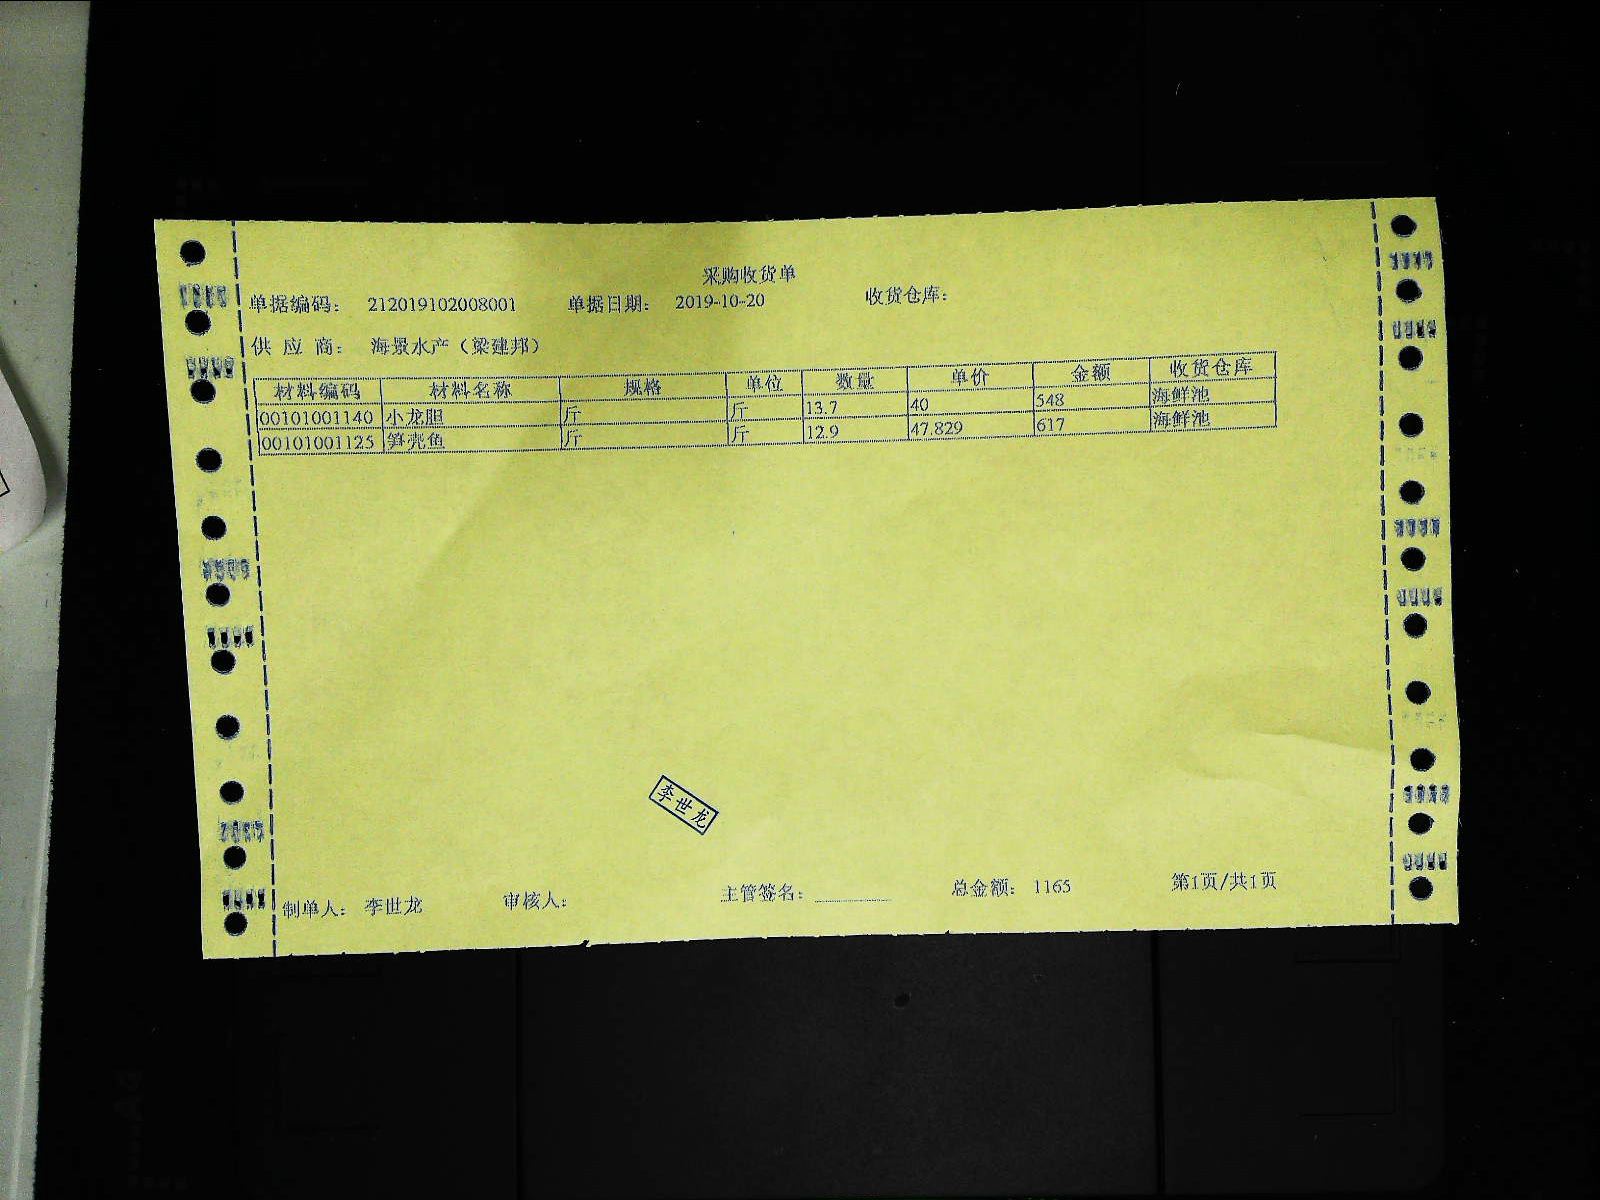 采购收货单
单据编码： 212019102008001 单据日期： 2019-10-20 收货仓库：
供 应 商： 海景水产（梁建邦）
材料编码 材料名称 规格 单位 数量 单价 金额 收货仓库
00101001140 小龙胆 斤 斤 13.7 40 548 海鲜池
00101001125 笋壳鱼 斤 斤 12.9 47.829 617 海鲜池
李世龙
制单人： 李世龙 审核人： 主管签名： 总金额： 1165 第1页/共1页